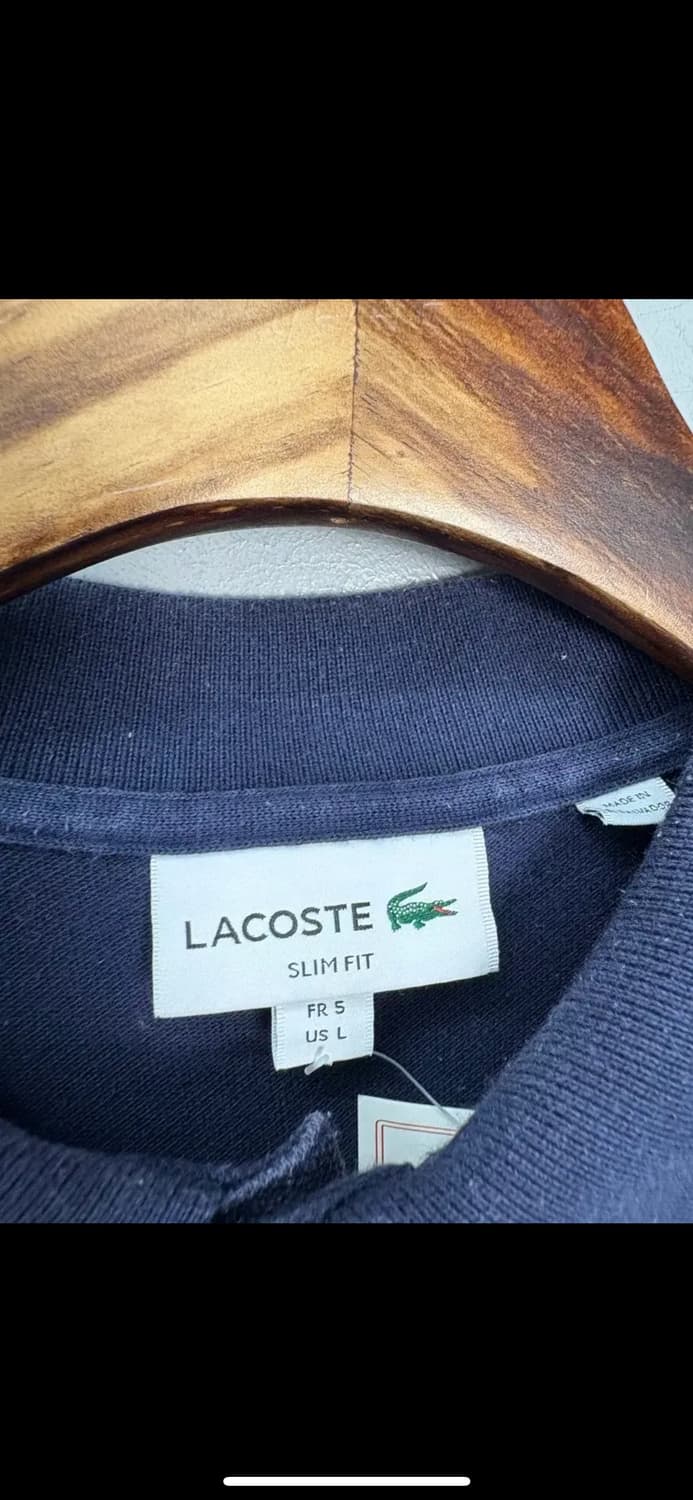 MADE IN
LACOSTE
SLIM FIT
FR 5
US L